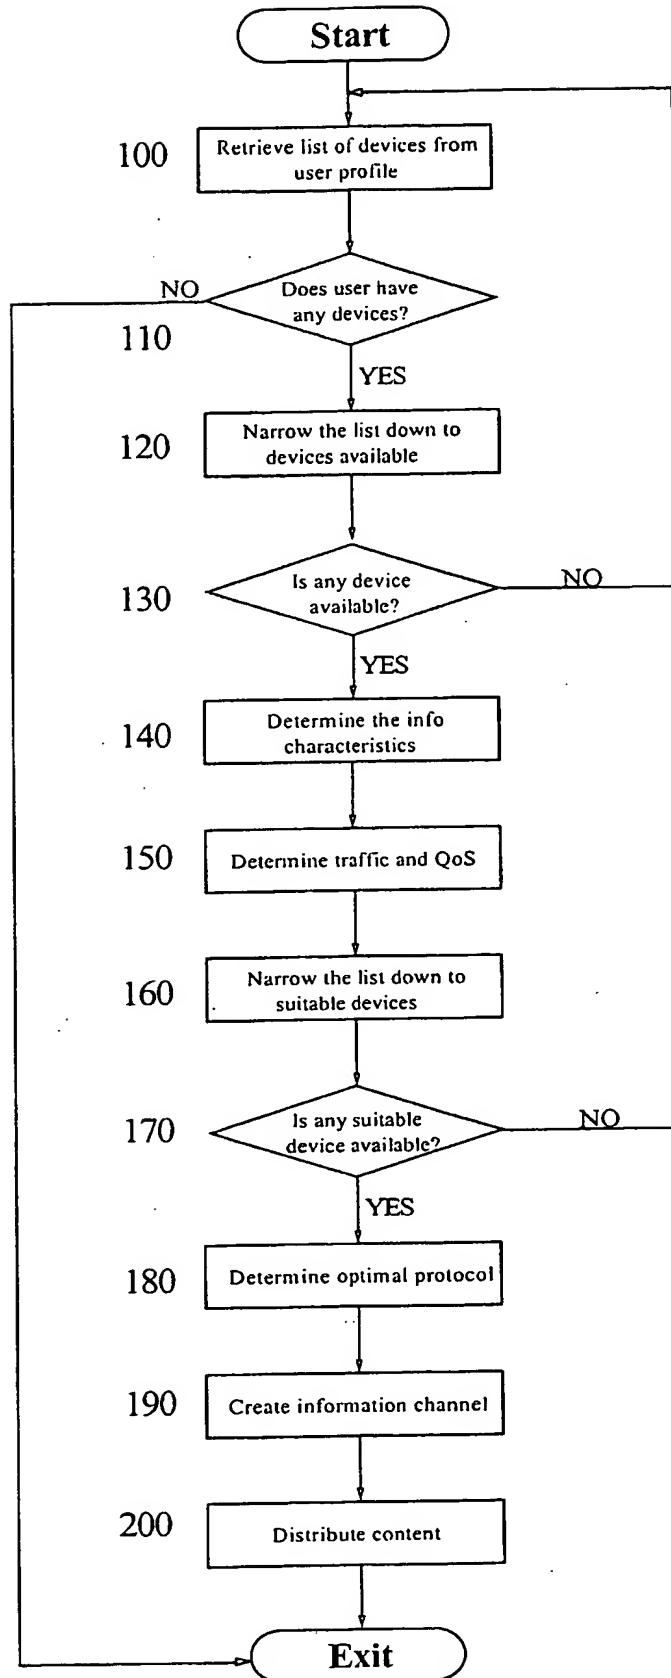 Start
100
Retrieve list of devices from
user profile
NO
Does user have
any devices?
110
YES
120
Narrow the list down to
devices available
130
Is any device
available?
NO
YES
140
Determine the info
characteristics
150
Determine traffic and QoS
160
Narrow the list down to
suitable devices
170
Is any suitable
device available?
NO
YES
180
Determine optimal protocol
190
Create information channel
200
Distribute content
Exit